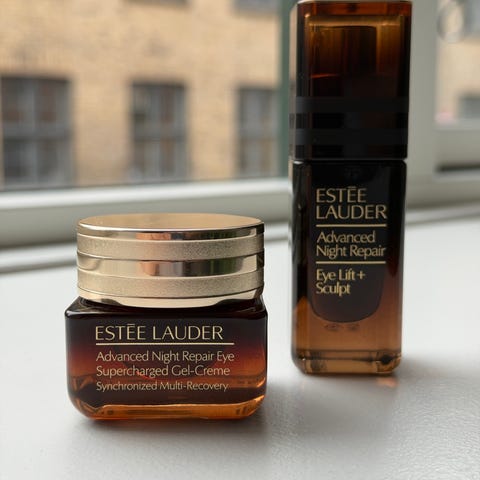 ESTĒE LAUDER
Advanced Night Repair Eye
Supercharged Gel-Creme
Synchronized Multi-Recovery
ESTĒE
LAUDER
Advanced
Night Repair
Eye Lift+
Sculpt